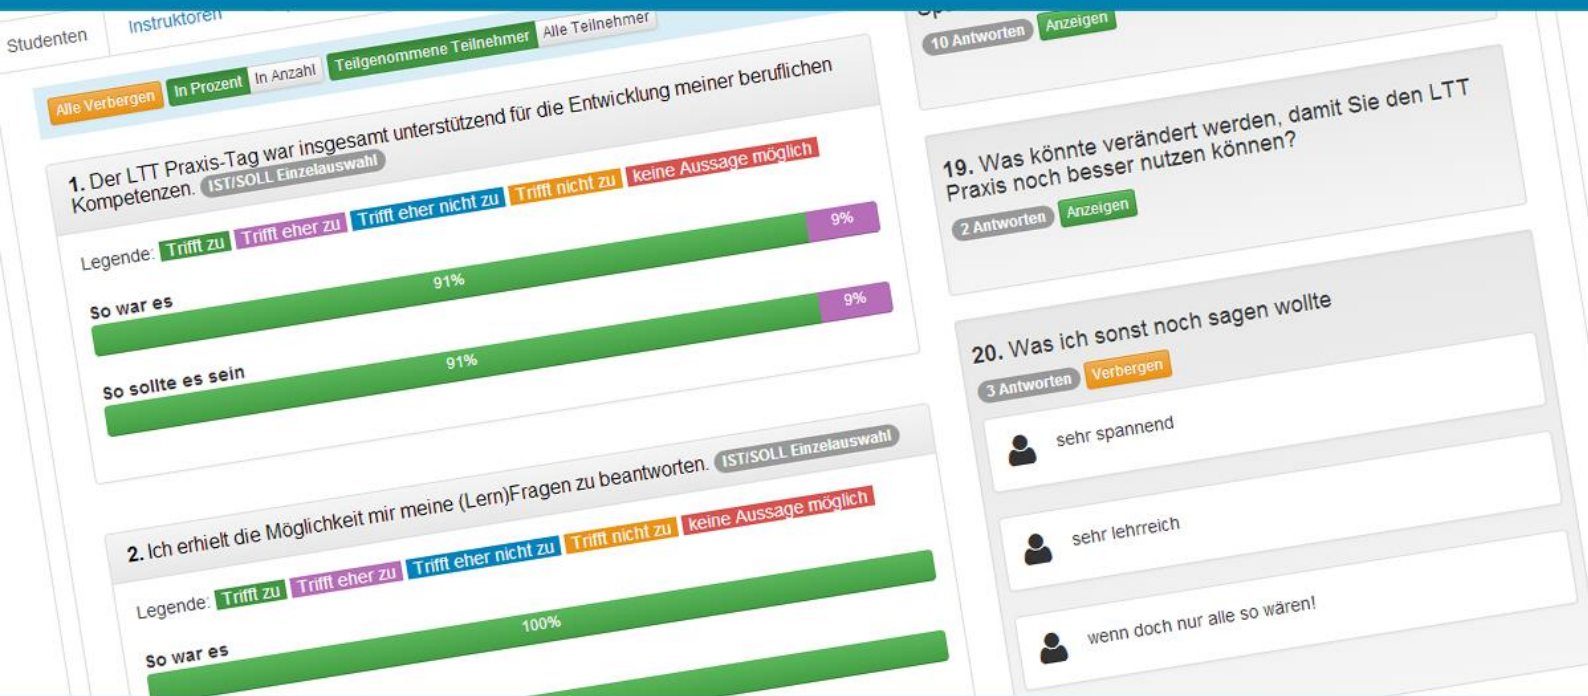 Studenten
Instruktoren
Alle Verbergen In Prozent In Anzahl Teilgenommene Teilnehmer Alle Teilnehmer
1. Der LTT Praxis-Tag war insgesamt unterstützend für die Entwicklung meiner beruflichen
Kompetenzen. IST/SOLL Einzelauswahl
Legende: Trifft zu Trifft eher zu Trifft eher nicht zu Trifft nicht zu keine Aussage möglich
So war es
91% 9%
So sollte es sein
91% 9%
2. Ich erhielt die Möglichkeit mir meine (Lern)Fragen zu beantworten. IST/SOLL Einzelauswahl
Legende: Trifft zu Trifft eher zu Trifft eher nicht zu Trifft nicht zu keine Aussage möglich
So war es
100%
10 Antworten Anzeigen
19. Was könnte verändert werden, damit Sie den LTT
Praxis noch besser nutzen können?
2 Antworten Anzeigen
20. Was ich sonst noch sagen wollte
3 Antworten Verbergen
sehr spannend
sehr lehrreich
wenn doch nur alle so wären!